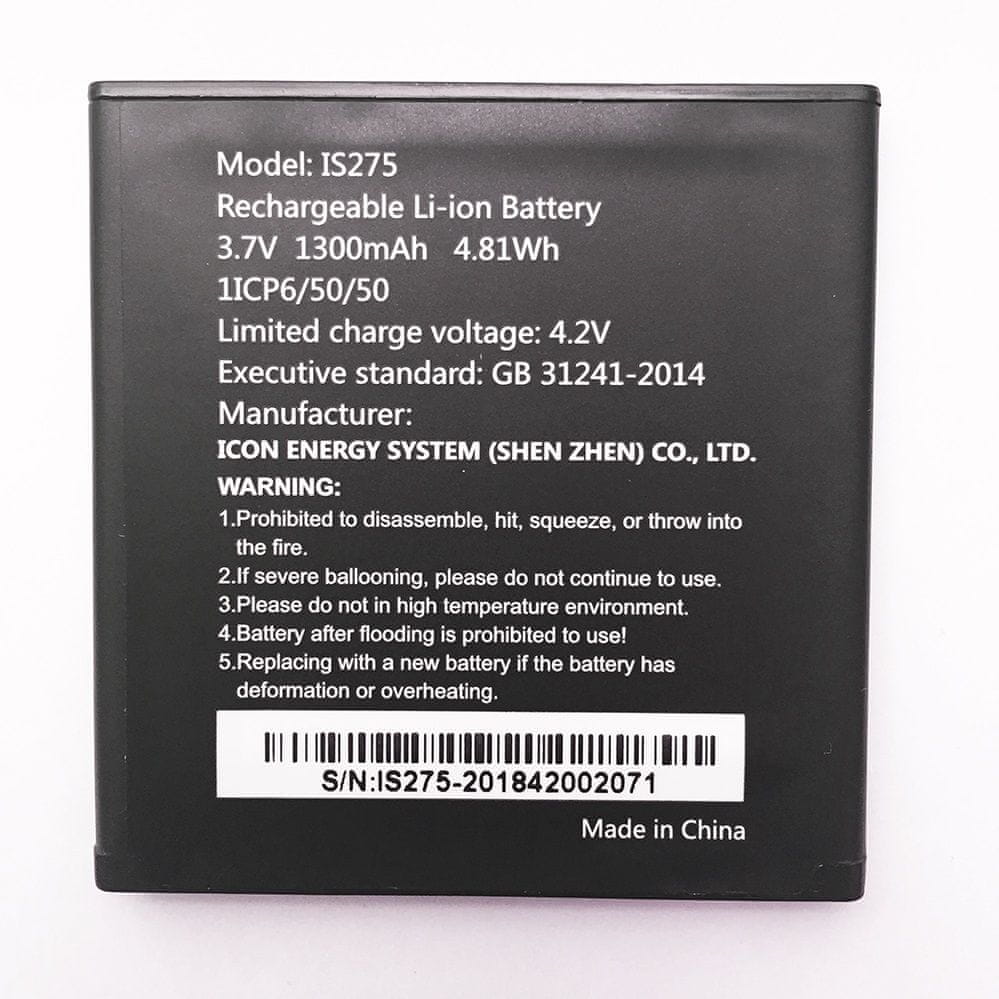 Model: IS275
Rechargeable Li-ion Battery
3.7V 1300mAh 4.81Wh
1ICP6/50/50
Limited charge voltage: 4.2V
Executive standard: GB 31241-2014
Manufacturer:
ICON ENERGY SYSTEM (SHEN ZHEN) CO., LTD.
WARNING:
1.Prohibited to disassemble, hit, squeeze, or throw into
the fire.
2.If severe ballooning, please do not continue to use.
3.Please do not in high temperature environment.
4.Battery after flooding is prohibited to use!
5.Replacing with a new battery if the battery has
deformation or overheating.
S/N:IS275-201842002071
Made in China